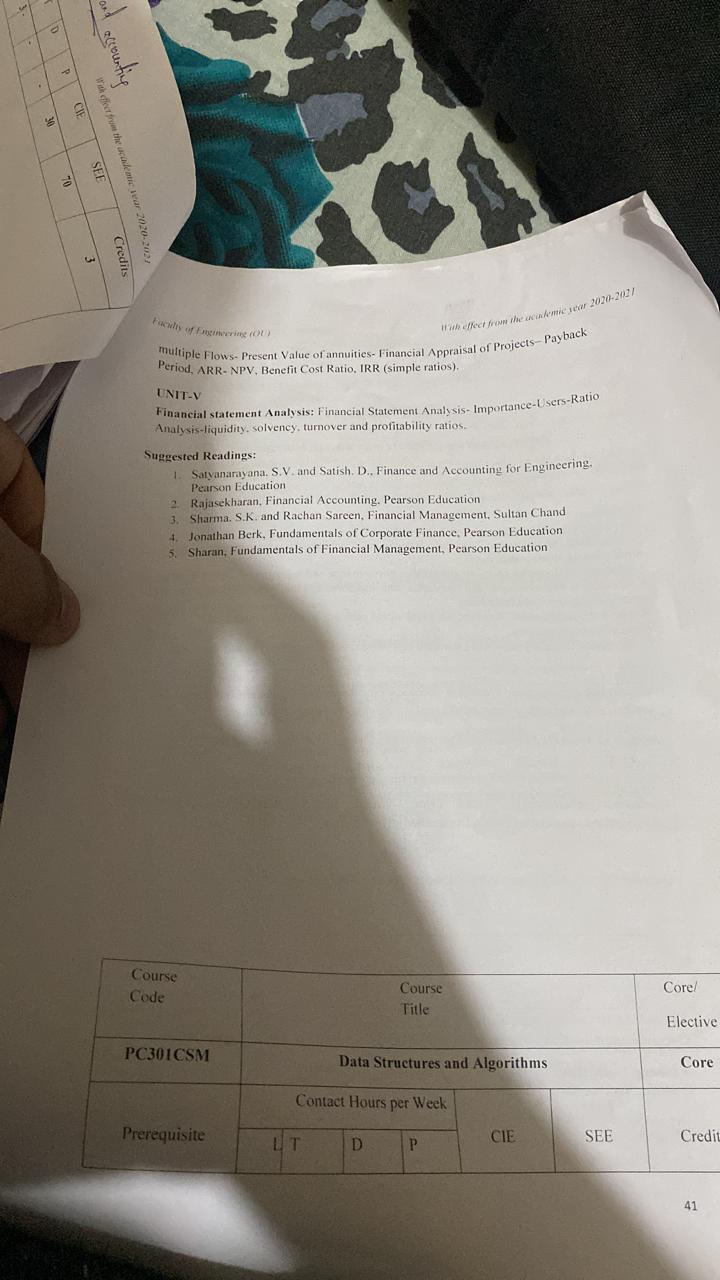 and accounting
With effect from the academic year 2020-2021
T D P CIE SEE Credits
3 - - 30 70 3
Faculty of Engineering (OU)
With effect from the academic year 2020-2021
multiple Flows- Present Value of annuities- Financial Appraisal of Projects– Payback
Period, ARR- NPV, Benefit Cost Ratio, IRR (simple ratios).
UNIT-V
Financial statement Analysis: Financial Statement Analysis- Importance-Users-Ratio
Analysis-liquidity, solvency, turnover and profitability ratios.
Suggested Readings:
1. Satyanarayana. S.V. and Satish. D., Finance and Accounting for Engineering,
Pearson Education
2. Rajasekharan, Financial Accounting, Pearson Education
3. Sharma. S.K. and Rachan Sareen, Financial Management, Sultan Chand
4. Jonathan Berk, Fundamentals of Corporate Finance, Pearson Education
5. Sharan, Fundamentals of Financial Management, Pearson Education
Course Course Core/
Code Title Elective
PC301CSM Data Structures and Algorithms Core
Contact Hours per Week
Prerequisite CIE SEE Credit
L T D P
41